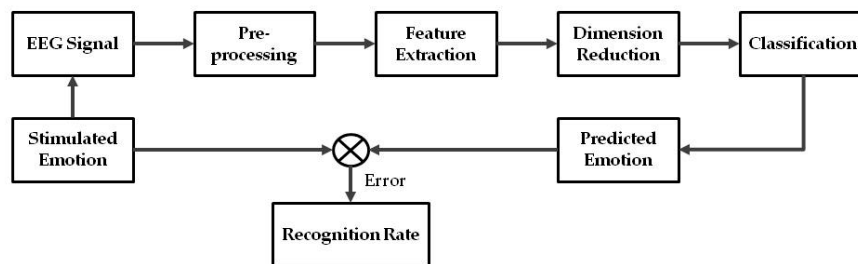 EEG Signal
Pre-
processing
Feature
Extraction
Dimension
Reduction
Classification
Stimulated
Emotion
Predicted
Emotion
Error
Recognition Rate